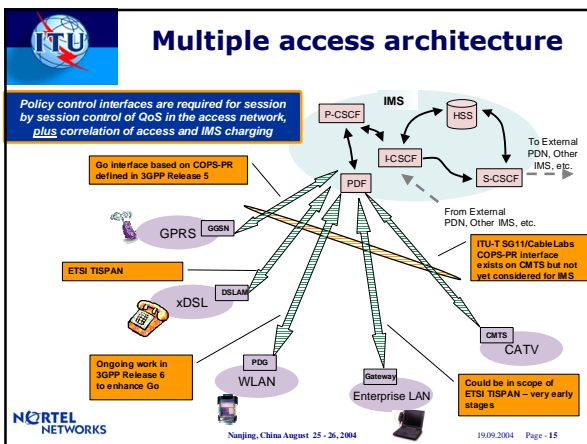 ITU
Multiple access architecture
Policy control interfaces are required for session
by session control of QoS in the access network,
plus correlation of access and IMS charging
IMS
P-CSCF
HSS
I-CSCF
S-CSCF
PDF
To External
PDN, Other
IMS, etc.
From External
PDN, Other IMS, etc.
Go interface based on COPS-PR
defined in 3GPP Release 5
GGSN
GPRS
ITU-T SG11/CableLabs
COPS-PR interface
exists on CMTS but not
yet considered for IMS
ETSI TISPAN
DSLAM
xDSL
CMTS
CATV
Ongoing work in
3GPP Release 6
to enhance Go
PDG
WLAN
Gateway
Enterprise LAN
Could be in scope of
ETSI TISPAN – very early
stages
NORTEL
NETWORKS
Nanjing, China August 25 - 26, 2004
19.09.2004 Page - 15